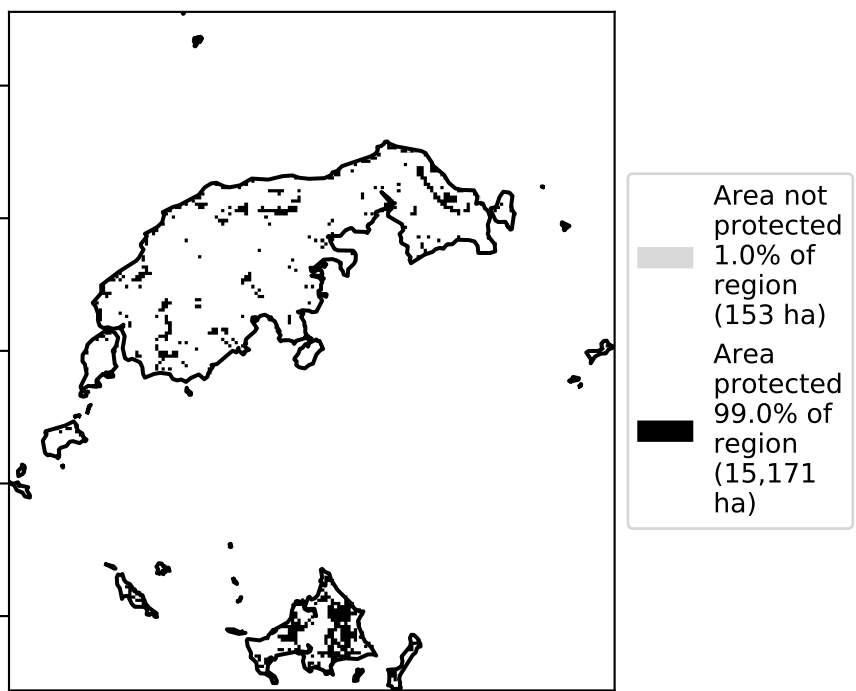 Area not
protected
1.0% of
region
(153 ha)
Area
protected
99.0% of
region
(15,171
ha)